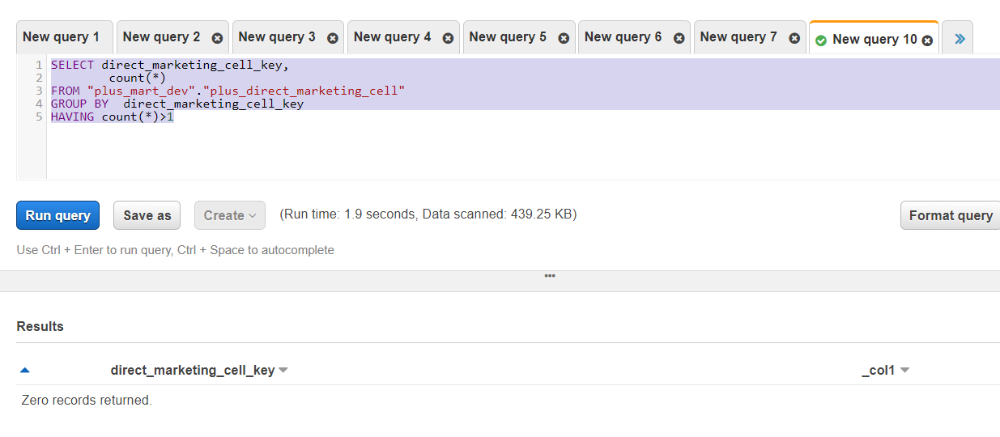 New query 1 New query 2 New query 3 New query 4 New query 5 New query 6 New query 7 New query 10 »
1 SELECT direct_marketing_cell_key,
2 count(*)
3 FROM "plus_mart_dev"."plus_direct_marketing_cell"
4 GROUP BY direct_marketing_cell_key
5 HAVING count(*)>1
Run query Save as Create (Run time: 1.9 seconds, Data scanned: 439.25 KB) Format query
Use Ctrl + Enter to run query, Ctrl + Space to autocomplete
Results
direct_marketing_cell_key _col1
Zero records returned.